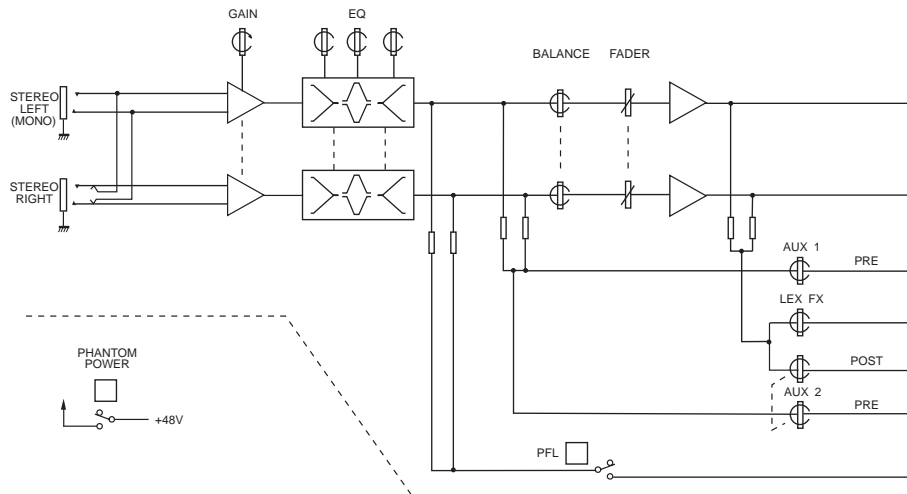 GAIN
EQ
BALANCE
FADER
STEREO
LEFT
(MONO)
STEREO
RIGHT
AUX 1
PRE
LEX FX
POST
AUX 2
PRE
PHANTOM
POWER
+48V
PFL